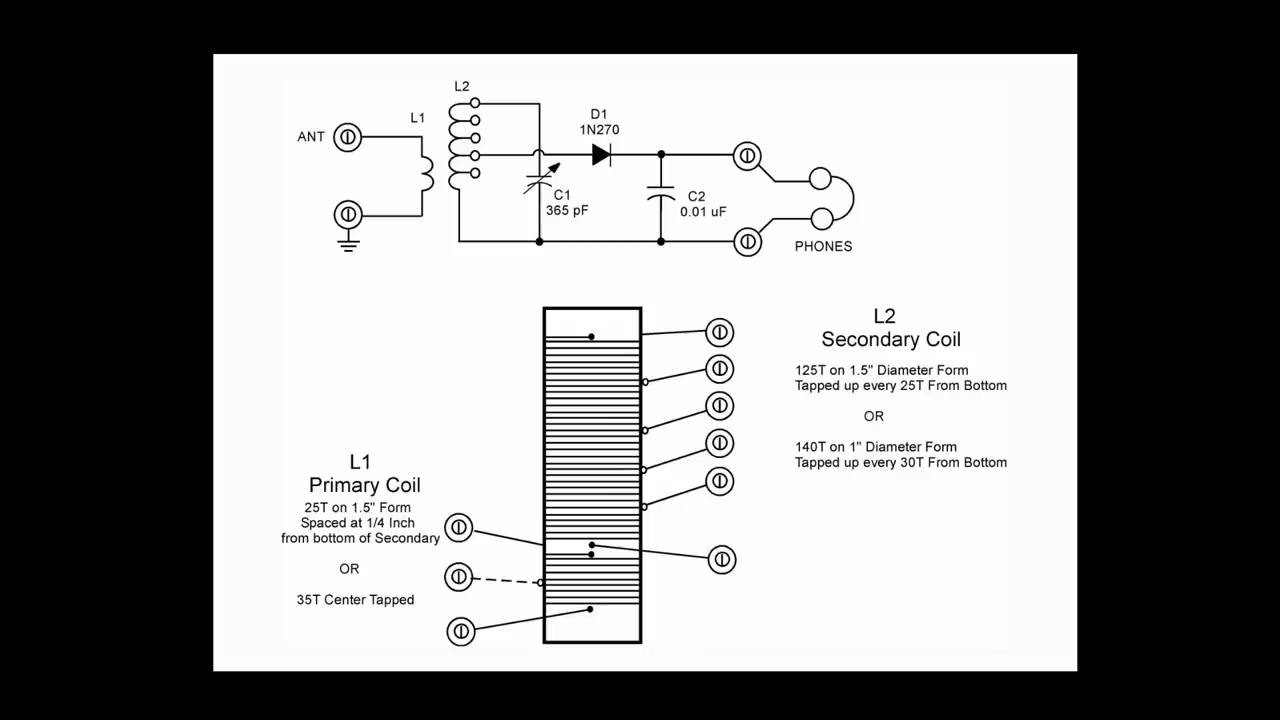 L2
L1
ANT
D1
1N270
C1
365 pF
C2
0.01 uF
PHONES
L2
Secondary Coil
125T on 1.5" Diameter Form
Tapped up every 25T From Bottom
OR
140T on 1" Diameter Form
Tapped up every 30T From Bottom
L1
Primary Coil
25T on 1.5" Form
Spaced at 1/4 Inch
from bottom of Secondary
OR
35T Center Tapped